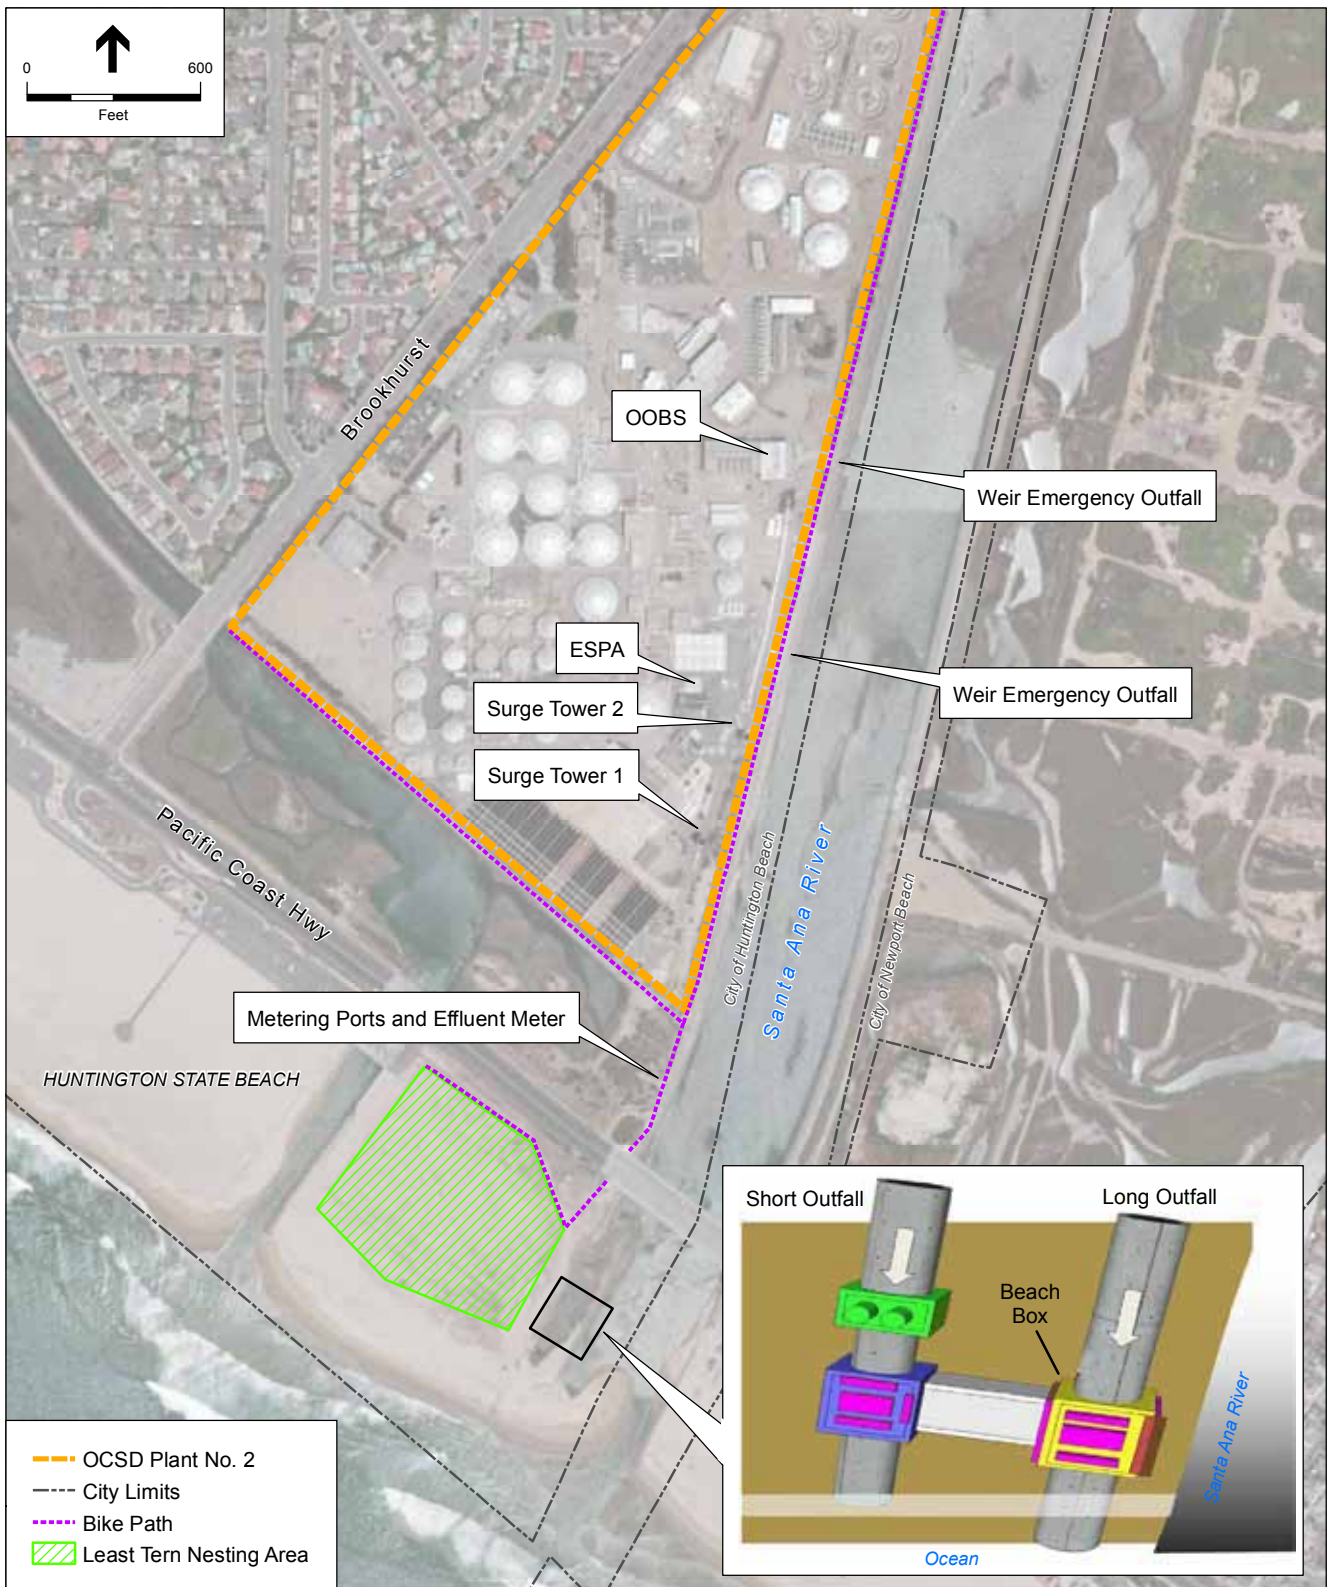 0 600
Feet
Brookhurst
OOBS
Weir Emergency Outfall
ESPA
Weir Emergency Outfall
Surge Tower 2
Surge Tower 1
Pacific Coast Hwy
City of Huntington Beach
Santa Ana River
City of Newport Beach
Metering Ports and Effluent Meter
HUNTINGTON STATE BEACH
Short Outfall
Long Outfall
Beach
Box
Santa Ana River
Ocean
OCSD Plant No. 2
City Limits
Bike Path
Least Tern Nesting Area